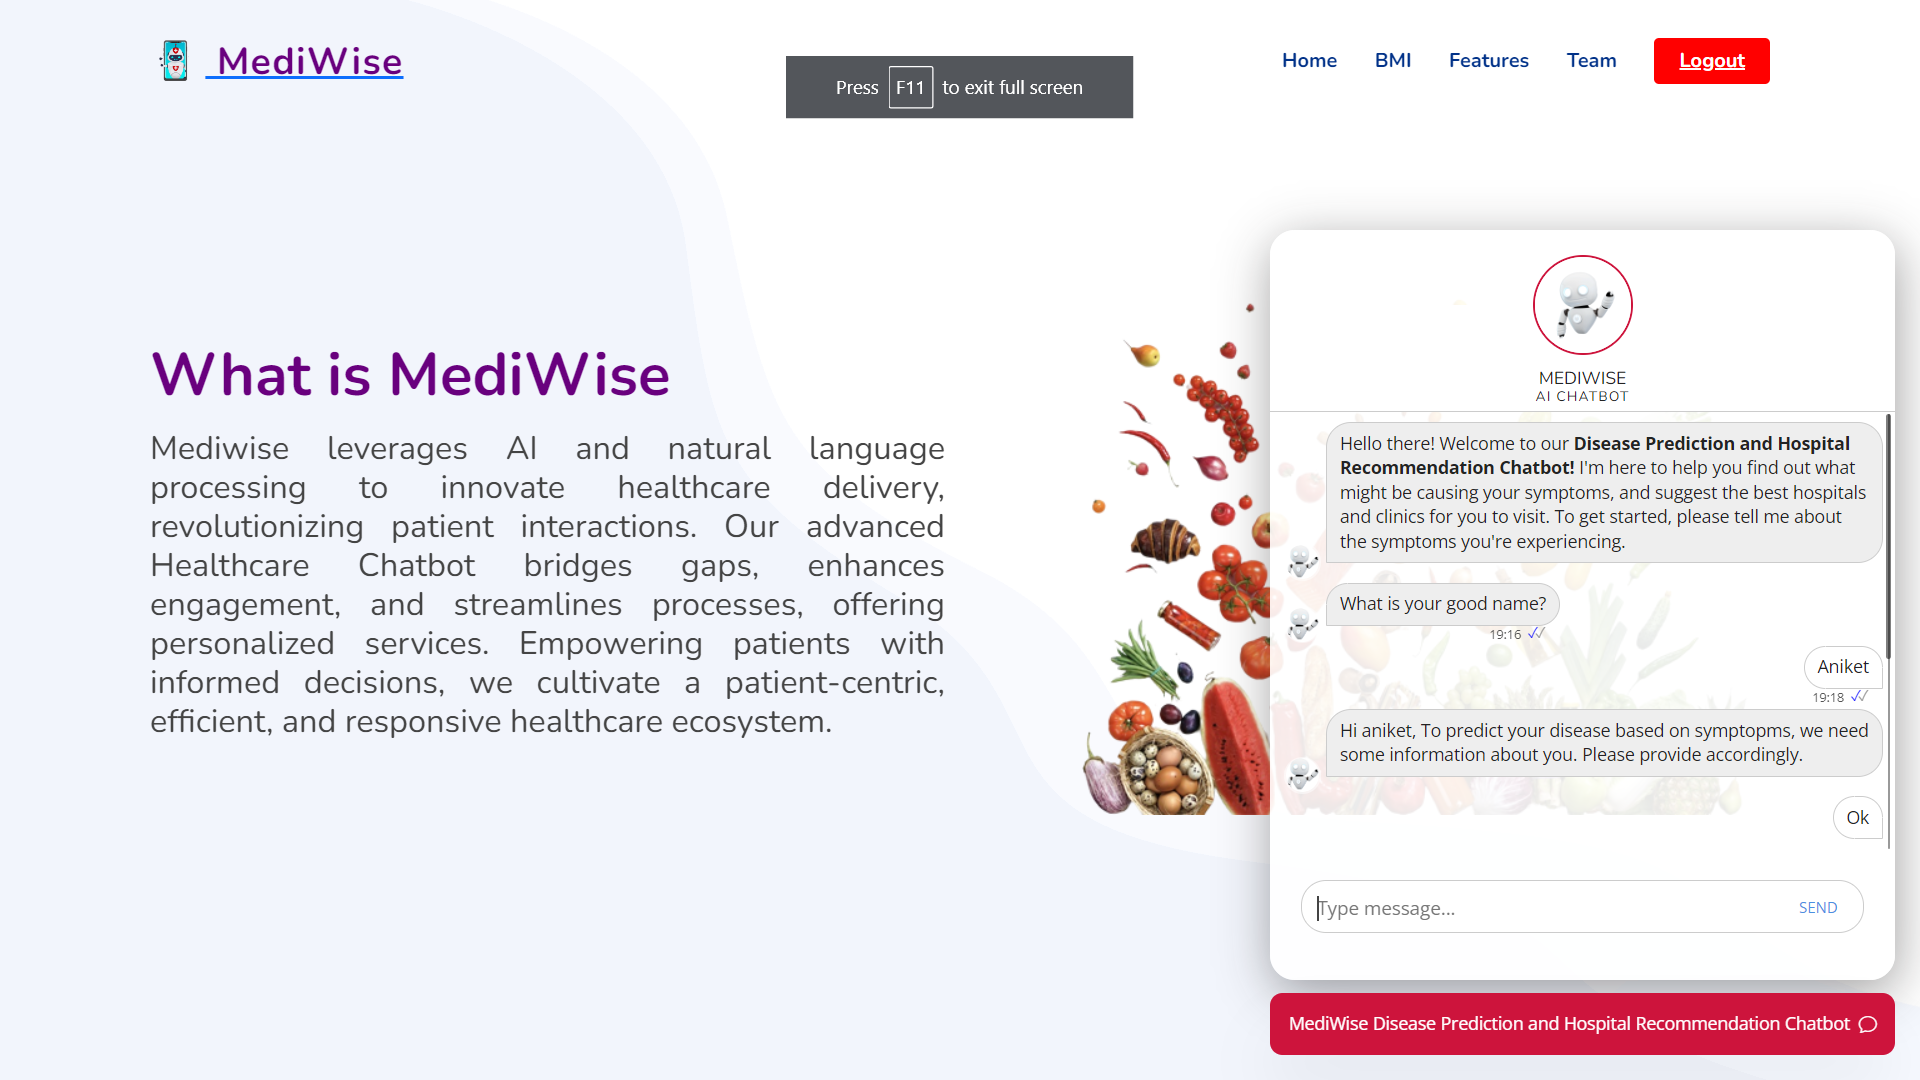 MediWise
Press F11 to exit full screen
Home BMI Features Team Logout
What is MediWise
Mediwise leverages AI and natural language
processing to innovate healthcare delivery,
revolutionizing patient interactions. Our advanced
Healthcare Chatbot bridges gaps, enhances
engagement, and streamlines processes, offering
personalized services. Empowering patients with
informed decisions, we cultivate a patient-centric,
efficient, and responsive healthcare ecosystem.
MEDIWISE
AI CHATBOT
Hello there! Welcome to our Disease Prediction and Hospital
Recommendation Chatbot! I'm here to help you find out what
might be causing your symptoms, and suggest the best hospitals
and clinics for you to visit. To get started, please tell me about
the symptoms you're experiencing.
What is your good name?
19:16
Aniket
19:18
Hi aniket, To predict your disease based on symptopms, we need
some information about you. Please provide accordingly.
Ok
Type message...
SEND
MediWise Disease Prediction and Hospital Recommendation Chatbot